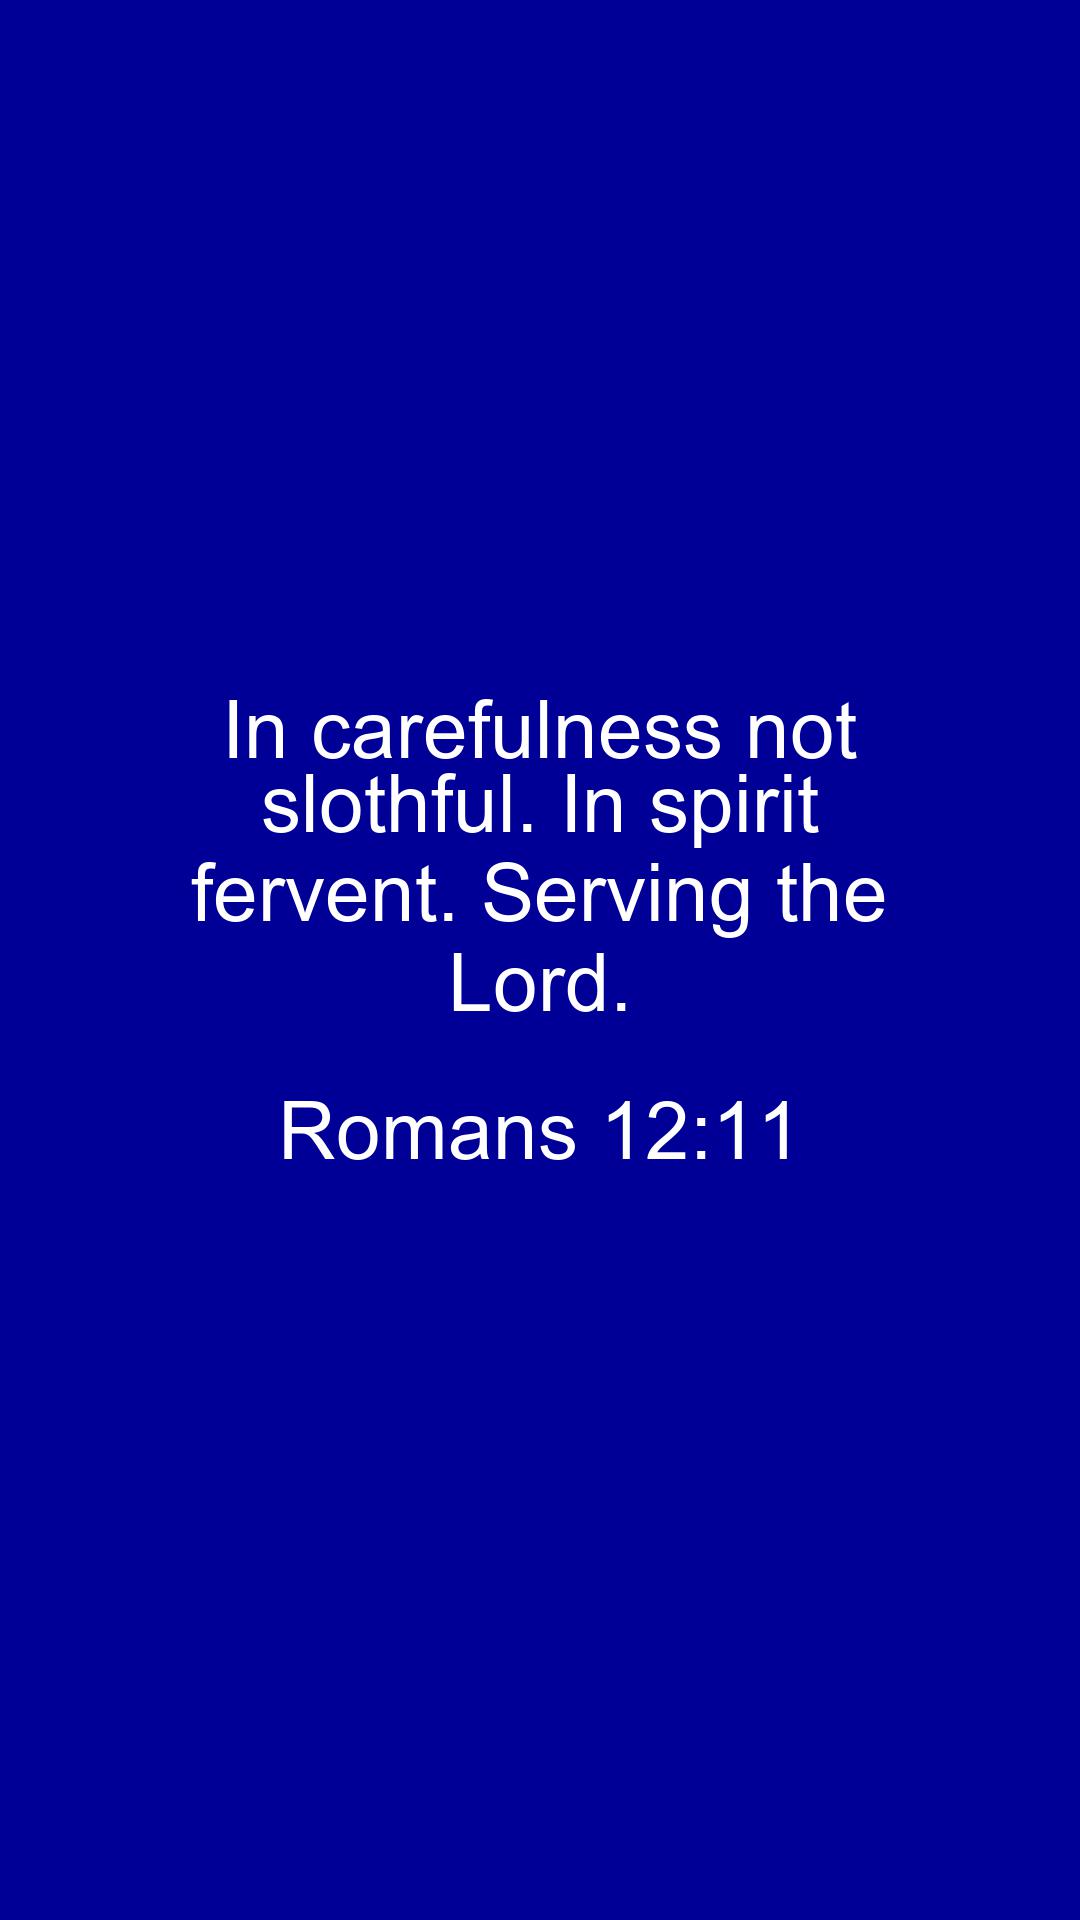 In carefulness not
slothful. In spirit
fervent. Serving the
Lord.
Romans 12:11